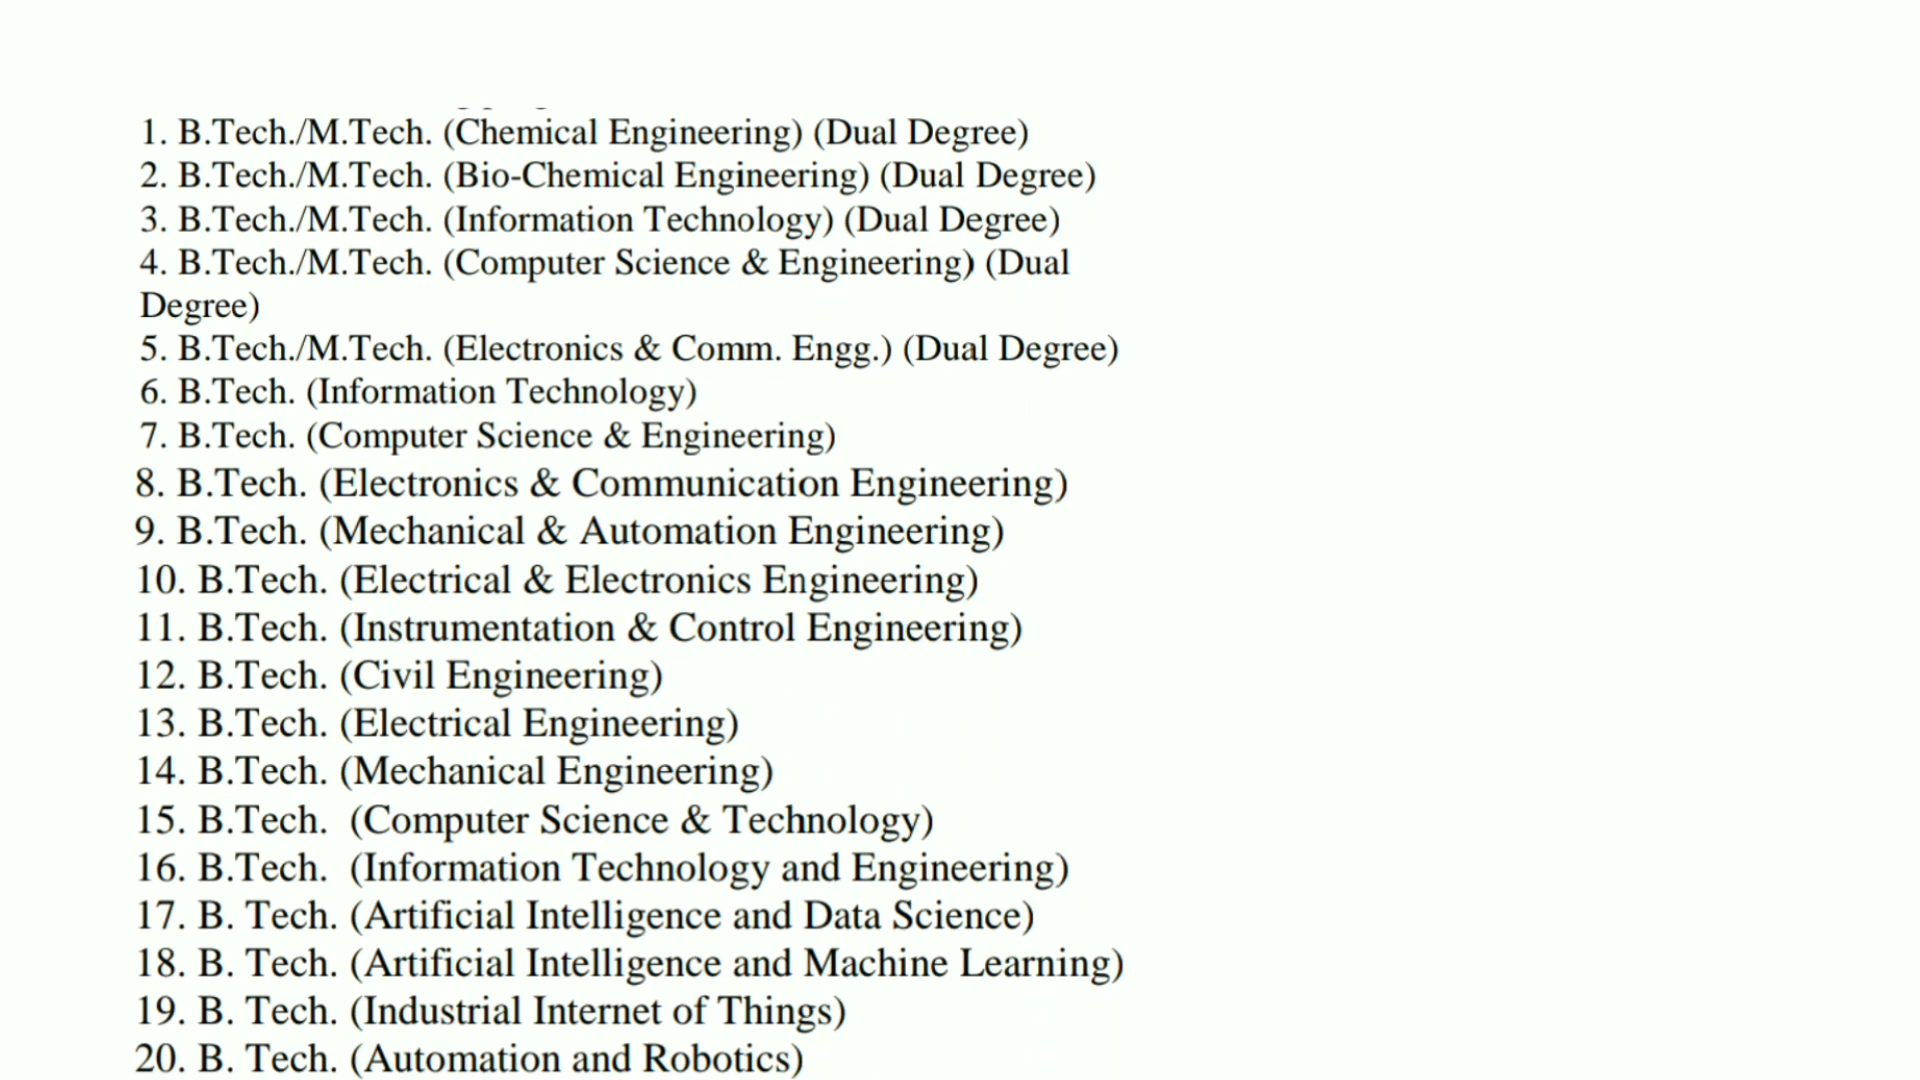 1. B.Tech./M.Tech. (Chemical Engineering) (Dual Degree)
2. B.Tech./M.Tech. (Bio-Chemical Engineering) (Dual Degree)
3. B.Tech./M.Tech. (Information Technology) (Dual Degree)
4. B.Tech./M.Tech. (Computer Science & Engineering) (Dual
Degree)
5. B.Tech./M.Tech. (Electronics & Comm. Engg.) (Dual Degree)
6. B.Tech. (Information Technology)
7. B.Tech. (Computer Science & Engineering)
8. B.Tech. (Electronics & Communication Engineering)
9. B.Tech. (Mechanical & Automation Engineering)
10. B.Tech. (Electrical & Electronics Engineering)
11. B.Tech. (Instrumentation & Control Engineering)
12. B.Tech. (Civil Engineering)
13. B.Tech. (Electrical Engineering)
14. B.Tech. (Mechanical Engineering)
15. B.Tech.  (Computer Science & Technology)
16. B.Tech.  (Information Technology and Engineering)
17. B. Tech. (Artificial Intelligence and Data Science)
18. B. Tech. (Artificial Intelligence and Machine Learning)
19. B. Tech. (Industrial Internet of Things)
20. B. Tech. (Automation and Robotics)